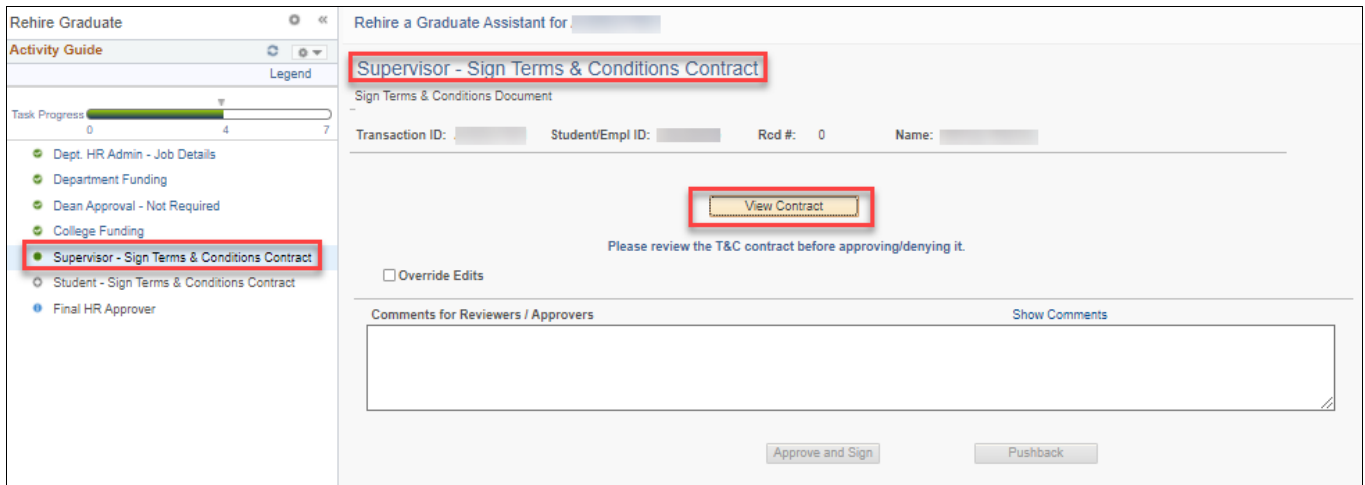 Rehire Graduate
Activity Guide
Legend
Task Progress
0 4 7
Dept. HR Admin - Job Details
Department Funding
Dean Approval - Not Required
College Funding
Supervisor - Sign Terms & Conditions Contract
Student - Sign Terms & Conditions Contract
Final HR Approver
Rehire a Graduate Assistant for
Supervisor - Sign Terms & Conditions Contract
Sign Terms & Conditions Document
Transaction ID: Student/Empl ID: Rcd #: 0 Name:
View Contract
Please review the T&C contract before approving/denying it.
Override Edits
Comments for Reviewers / Approvers Show Comments
Approve and Sign Pushback